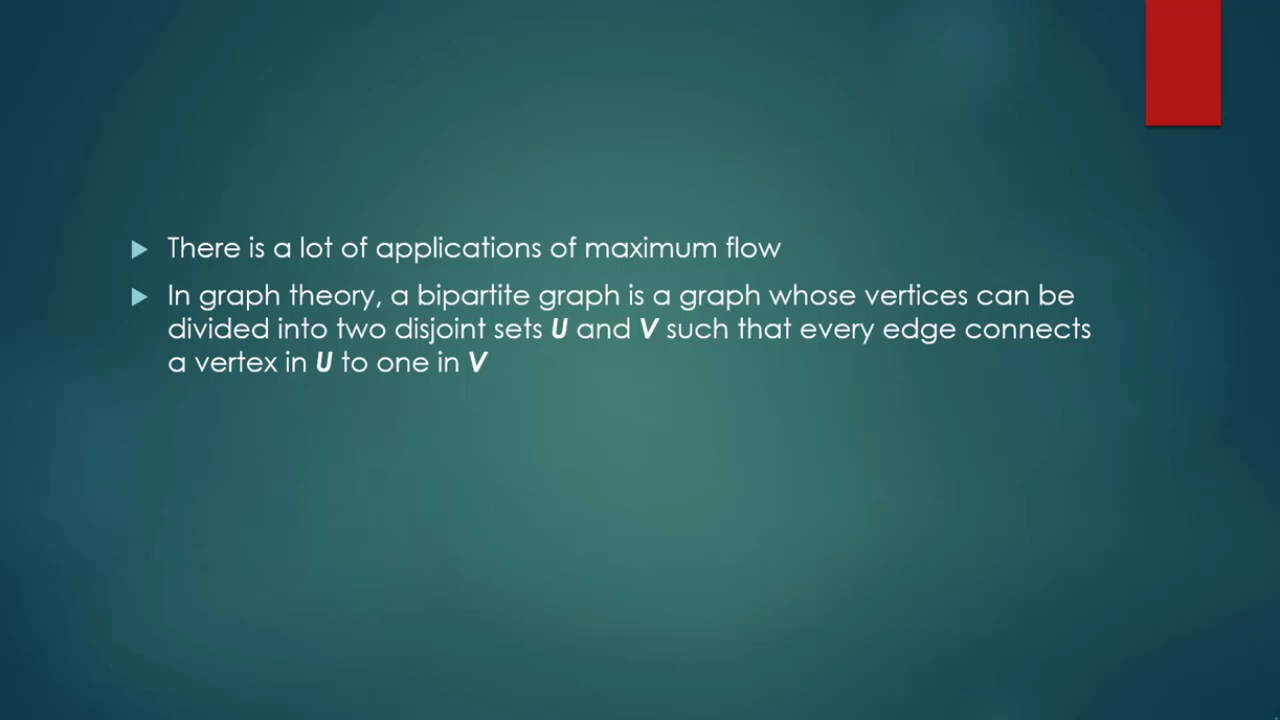 There is a lot of applications of maximum flow
In graph theory, a bipartite graph is a graph whose vertices can be
divided into two disjoint sets U and V such that every edge connects
a vertex in U to one in V